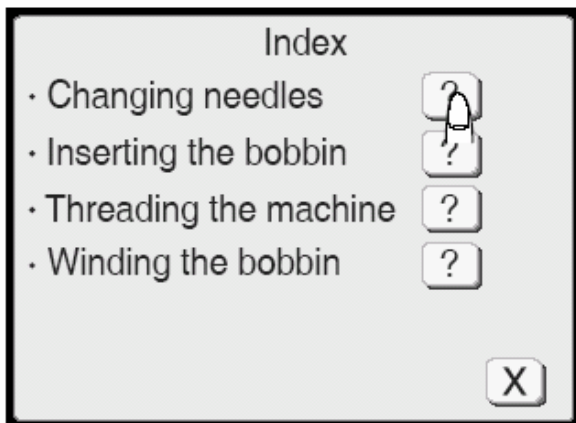 Index
· Changing needles ?
· Inserting the bobbin ?
· Threading the machine ?
· Winding the bobbin ?
X